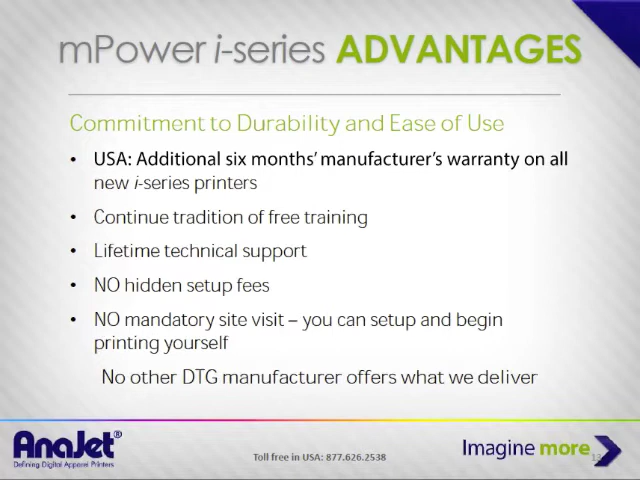 mPower i-series ADVANTAGES
Commitment to Durability and Ease of Use
• USA: Additional six months’ manufacturer’s warranty on all
new i-series printers
• Continue tradition of free training
• Lifetime technical support
• NO hidden setup fees
• NO mandatory site visit – you can setup and begin
printing yourself
No other DTG manufacturer offers what we deliver
AnaJet®
Defining Digital Apparel Printers
Toll free in USA: 877.626.2538
Imagine more